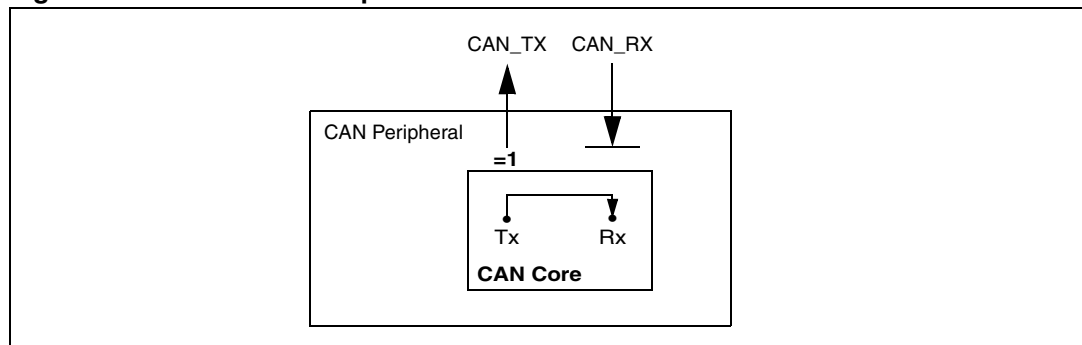 CAN_TX CAN_RX
CAN Peripheral
=1
Tx Rx
CAN Core